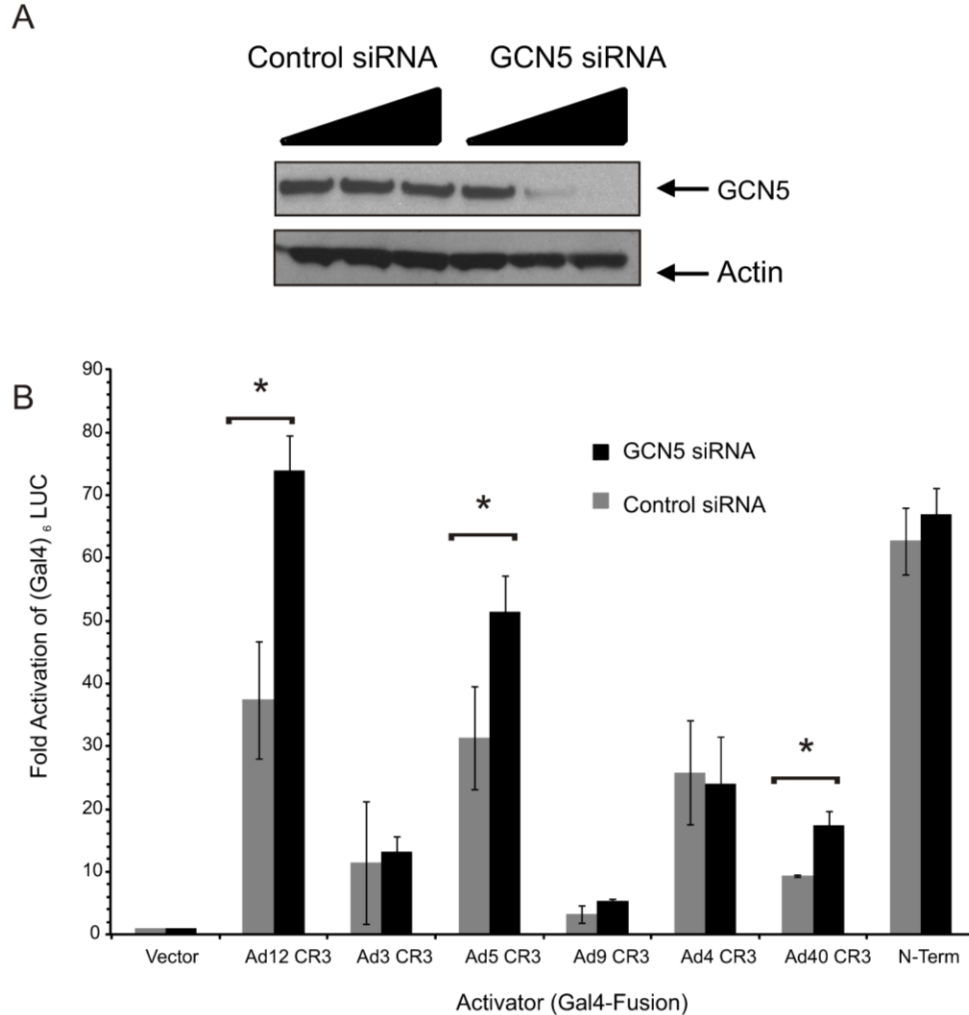 A
Control siRNA GCN5 siRNA
GCN5
Actin
B
90
80
70
60
50
40
30
20
10
0
Fold Activation of (Gal4) 6 LUC
*
*
*
GCN5 siRNA
Control siRNA
Vector Ad12 CR3 Ad3 CR3 Ad5 CR3 Ad9 CR3 Ad4 CR3 Ad40 CR3 N-Term
Activator (Gal4-Fusion)